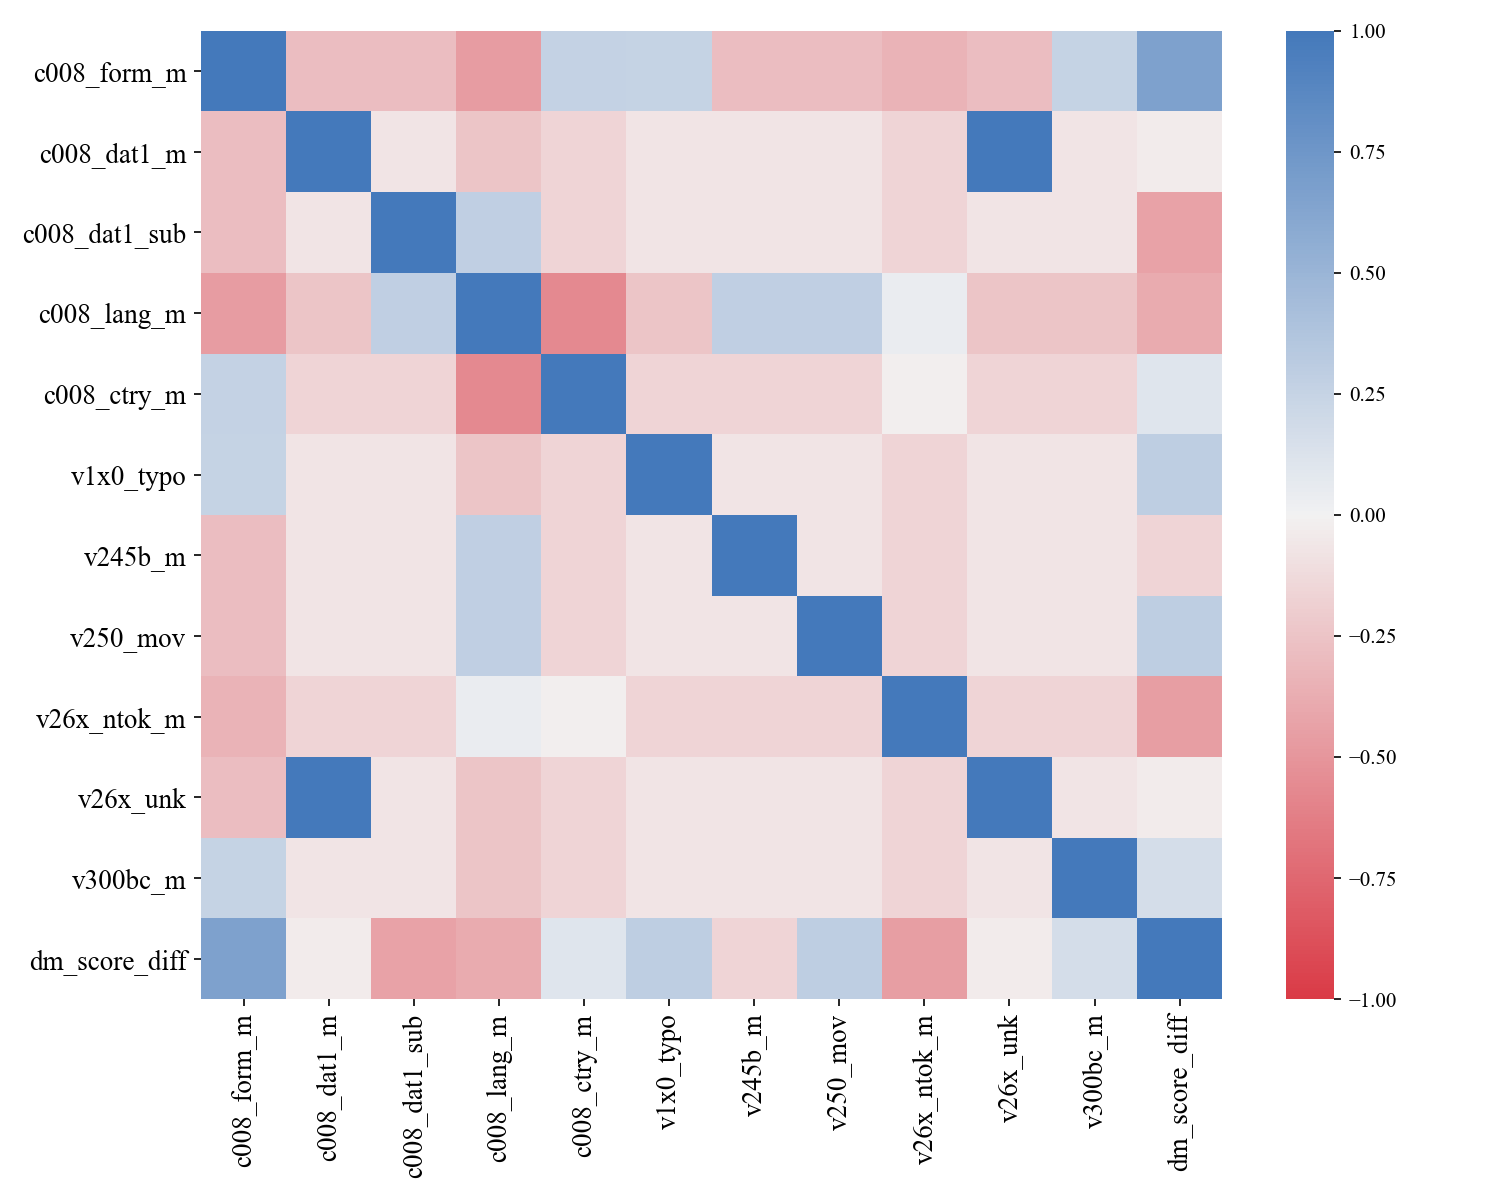 c008_form_m
c008_dat1_m
c008_dat1_sub
c008_lang_m
c008_ctry_m
v1x0_typo
v245b_m
v250_mov
v26x_ntok_m
v26x_unk
v300bc_m
dm_score_diff
c008_form_m
c008_dat1_m
c008_dat1_sub
c008_lang_m
c008_ctry_m
v1x0_typo
v245b_m
v250_mov
v26x_ntok_m
v26x_unk
v300bc_m
dm_score_diff
1.00
0.75
0.50
0.25
0.00
−0.25
−0.50
−0.75
−1.00